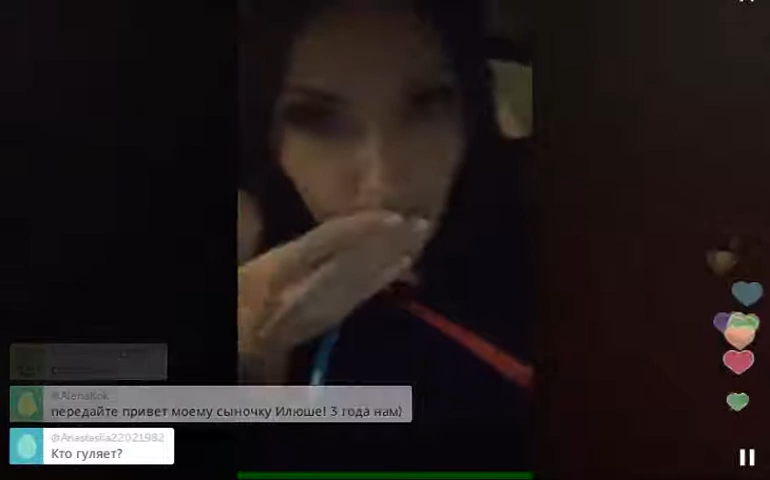 @AlenaKok
передайте привет моему сыночку Илюше! 3 года нам)
@Anastasiia22021982
Кто гуляет?